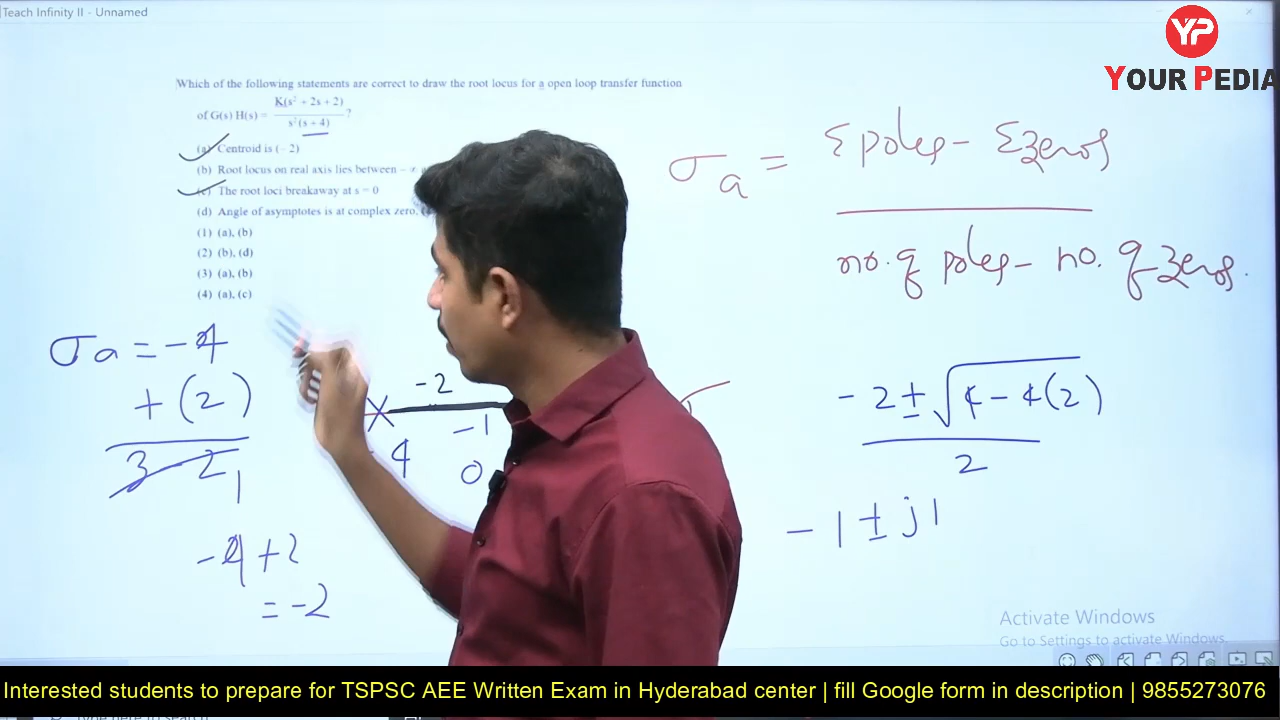 Teach Infinity II - Unnamed
YP
YOUR PEDIA
Which of the following statements are correct to draw the root locus for a open loop transfer function
of G(s) H(s) = K(s² + 2s + 2) / s²(s + 4) ?
(a) Centroid is (– 2)
(b) Root locus on real axis lies between –
(c) The root loci breakaway at s = 0
(d) Angle of asymptotes is at complex zero,
(1) (a), (b)
(2) (b), (d)
(3) (a), (b)
(4) (a), (c)
σa = Σpoles - Σzeros
no. of poles - no. of zeros.
σa = -4
+ (2)
3 - 2
1
-4 + 2
= -2
-2
-1
4
0
- 2 ± √4 - 4(2)
2
- 1 ± j1
Activate Windows
Go to Settings to activate Windows.
Interested students to prepare for TSPSC AEE Written Exam in Hyderabad center | fill Google form in description | 9855273076